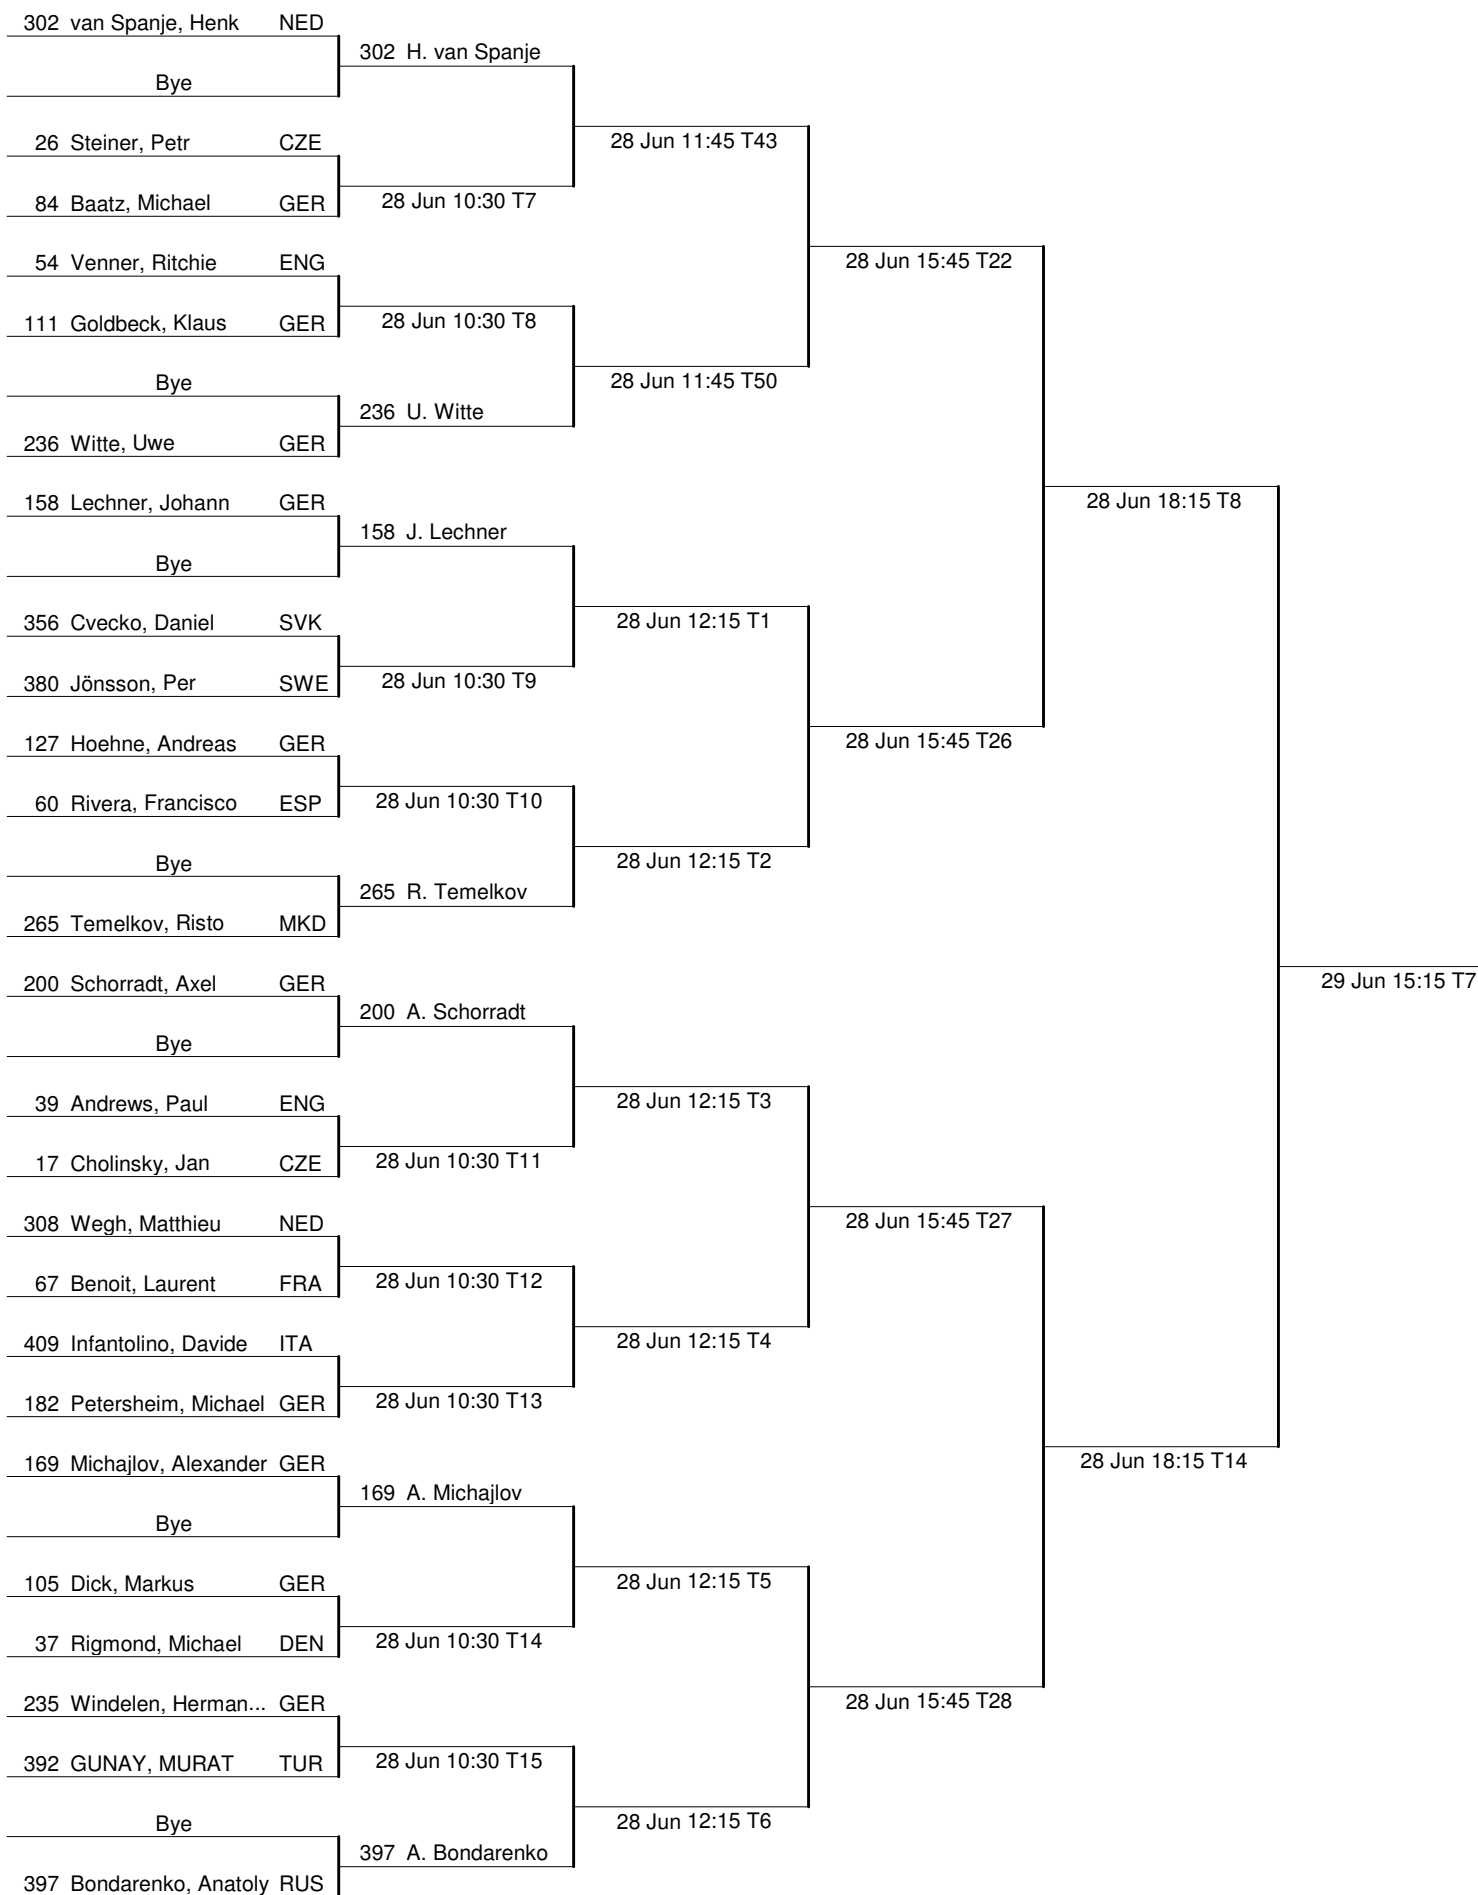 302 van Spanje, Henk NED
302 H. van Spanje
Bye
26 Steiner, Petr CZE
28 Jun 11:45 T43
84 Baatz, Michael GER
28 Jun 10:30 T7
54 Venner, Ritchie ENG
28 Jun 15:45 T22
111 Goldbeck, Klaus GER
28 Jun 10:30 T8
Bye
28 Jun 11:45 T50
236 U. Witte
236 Witte, Uwe GER
158 Lechner, Johann GER
28 Jun 18:15 T8
158 J. Lechner
Bye
356 Cvecko, Daniel SVK
28 Jun 12:15 T1
380 Jönsson, Per SWE
28 Jun 10:30 T9
127 Hoehne, Andreas GER
28 Jun 15:45 T26
60 Rivera, Francisco ESP
28 Jun 10:30 T10
Bye
28 Jun 12:15 T2
265 R. Temelkov
265 Temelkov, Risto MKD
200 Schorradt, Axel GER
29 Jun 15:15 T7
200 A. Schorradt
Bye
39 Andrews, Paul ENG
28 Jun 12:15 T3
17 Cholinsky, Jan CZE
28 Jun 10:30 T11
308 Wegh, Matthieu NED
28 Jun 15:45 T27
67 Benoit, Laurent FRA
28 Jun 10:30 T12
409 Infantolino, Davide ITA
28 Jun 12:15 T4
182 Petersheim, Michael GER
28 Jun 10:30 T13
169 Michajlov, Alexander GER
28 Jun 18:15 T14
169 A. Michajlov
Bye
105 Dick, Markus GER
28 Jun 12:15 T5
37 Rigmond, Michael DEN
28 Jun 10:30 T14
235 Windelen, Herman... GER
28 Jun 15:45 T28
392 GUNAY, MURAT TUR
28 Jun 10:30 T15
Bye
28 Jun 12:15 T6
397 A. Bondarenko
397 Bondarenko, Anatoly RUS